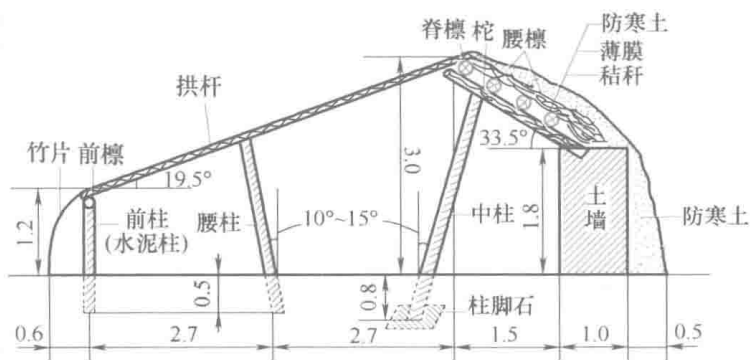 脊檩 柁 腰檩 防寒土
薄膜
秸秆
拱杆
竹片 前檩
19.5°
3.0
33.5°
1.2
前柱
(水泥柱)
腰柱
10°~15°
中柱
1.8
土
墙
防寒土
0.5
0.8
柱脚石
0.6
2.7
2.7
1.5
1.0
0.5